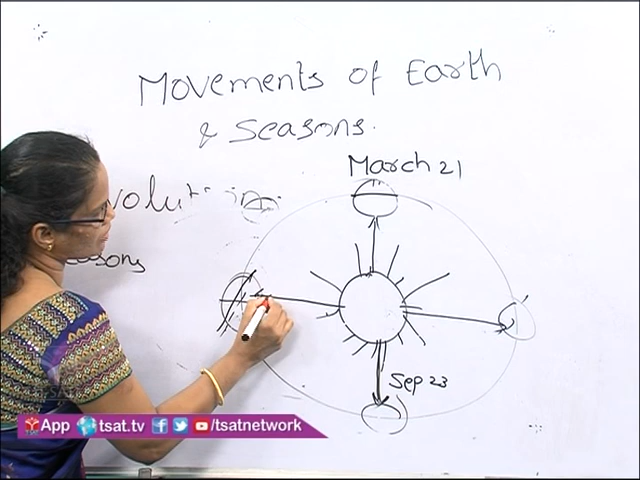 Movements of Earth
& Seasons.
March 21
Sep 23
App tsat.tv /tsatnetwork